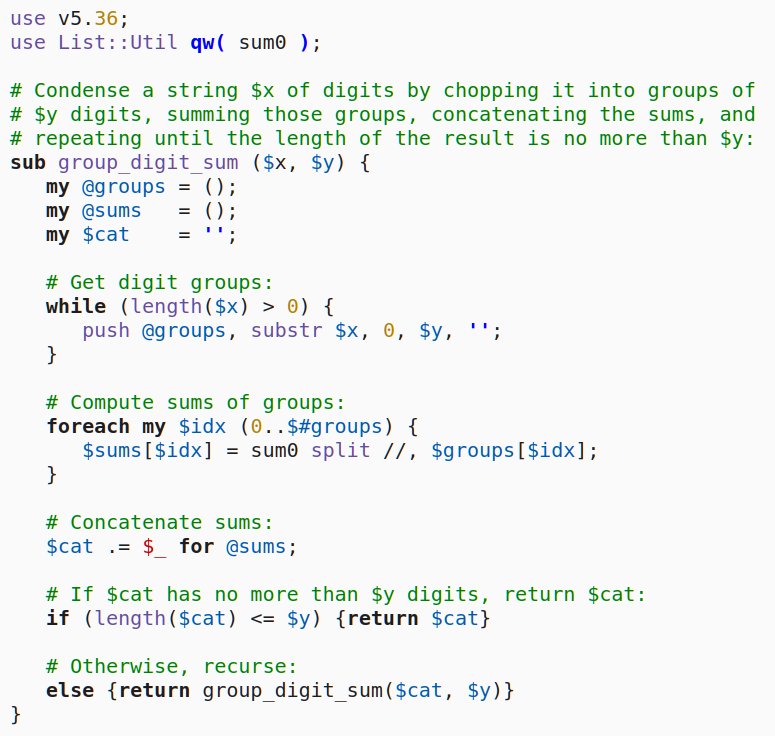 use v5.36;
use List::Util qw( sum0 );

# Condense a string $x of digits by chopping it into groups of
# $y digits, summing those groups, concatenating the sums, and
# repeating until the length of the result is no more than $y:
sub group_digit_sum ($x, $y) {
   my @groups = ();
   my @sums   = ();
   my $cat    = '';

   # Get digit groups:
   while (length($x) > 0) {
      push @groups, substr $x, 0, $y, '';
   }

   # Compute sums of groups:
   foreach my $idx (0..$#groups) {
      $sums[$idx] = sum0 split //, $groups[$idx];
   }

   # Concatenate sums:
   $cat .= $_ for @sums;

   # If $cat has no more than $y digits, return $cat:
   if (length($cat) <= $y) {return $cat}

   # Otherwise, recurse:
   else {return group_digit_sum($cat, $y)}
}